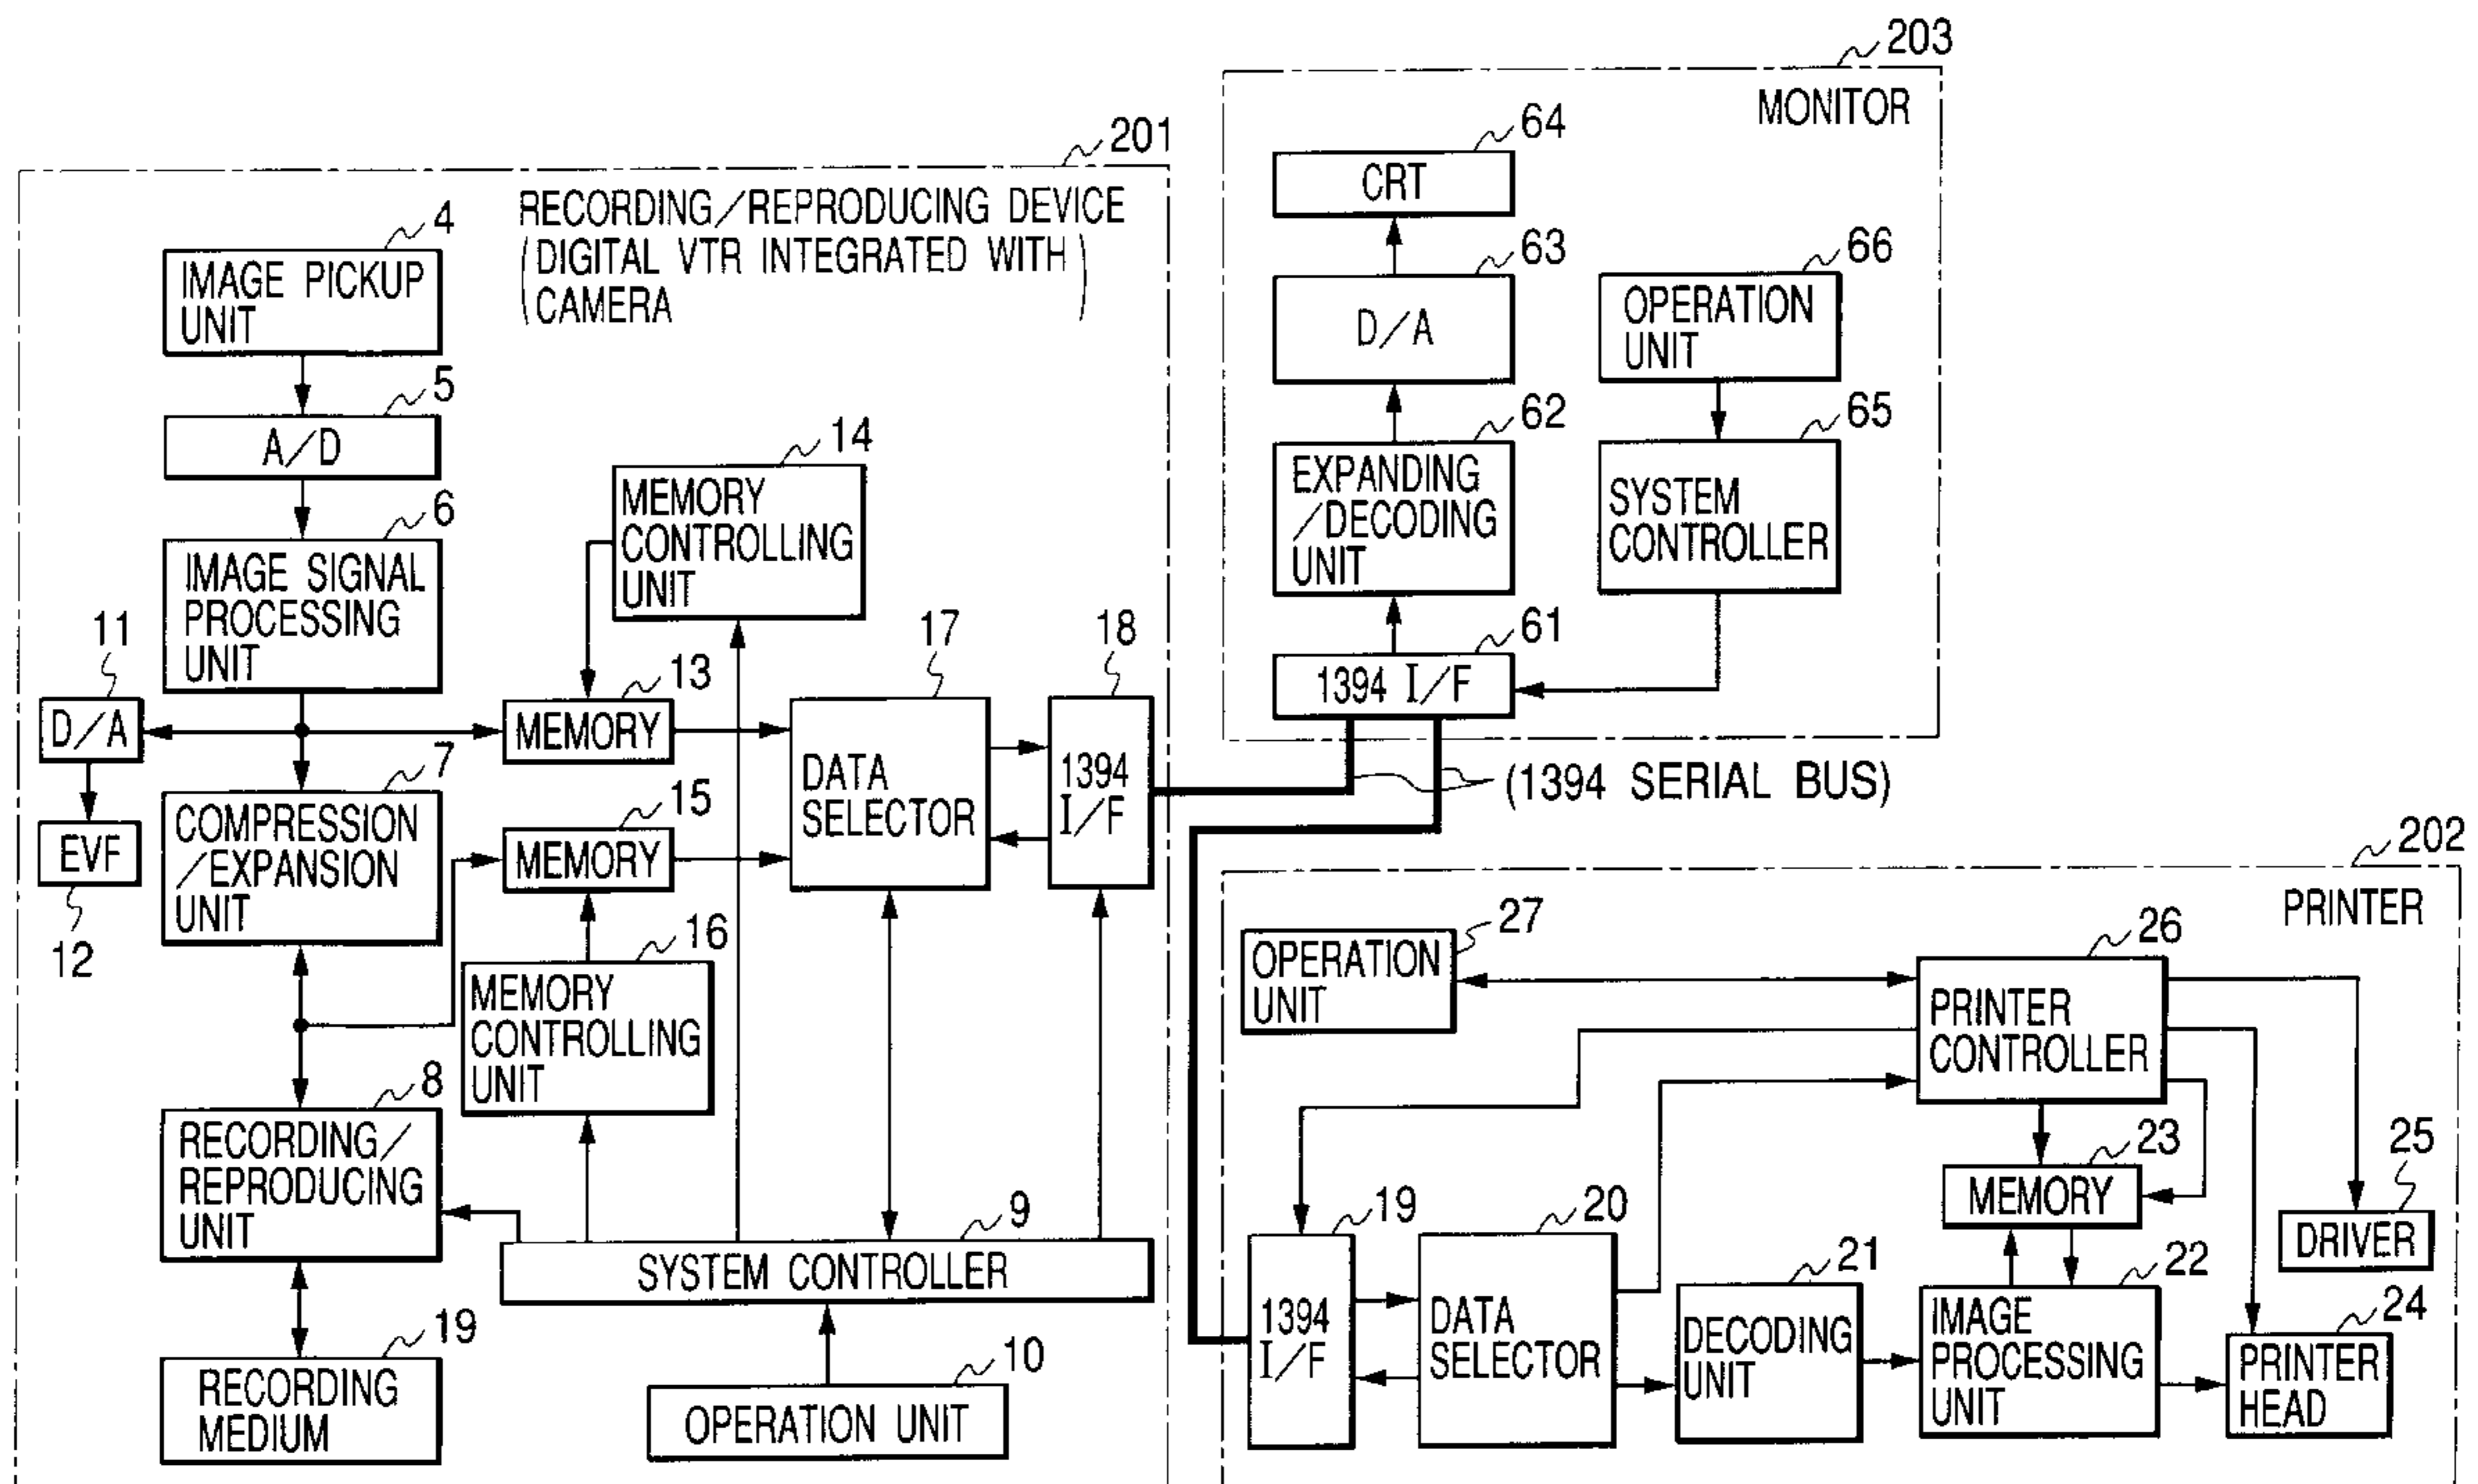 201
RECORDING/REPRODUCING DEVICE
(DIGITAL VTR INTEGRATED WITH
CAMERA)
4
IMAGE PICKUP
UNIT
5
A/D
6
IMAGE SIGNAL
PROCESSING
UNIT
11
D/A
12
EVF
7
COMPRESSION
/EXPANSION
UNIT
8
RECORDING/
REPRODUCING
UNIT
19
RECORDING
MEDIUM
14
MEMORY
CONTROLLING
UNIT
13
MEMORY
15
MEMORY
16
MEMORY
CONTROLLING
UNIT
17
DATA
SELECTOR
18
1394
I/F
9
SYSTEM CONTROLLER
10
OPERATION UNIT
203
MONITOR
64
CRT
63
D/A
62
EXPANDING
/DECODING
UNIT
61
1394 I/F
66
OPERATION
UNIT
65
SYSTEM
CONTROLLER
(1394 SERIAL BUS)
202
PRINTER
27
OPERATION
UNIT
26
PRINTER
CONTROLLER
23
MEMORY
25
DRIVER
19
1394
I/F
20
DATA
SELECTOR
21
DECODING
UNIT
22
IMAGE
PROCESSING
UNIT
24
PRINTER
HEAD